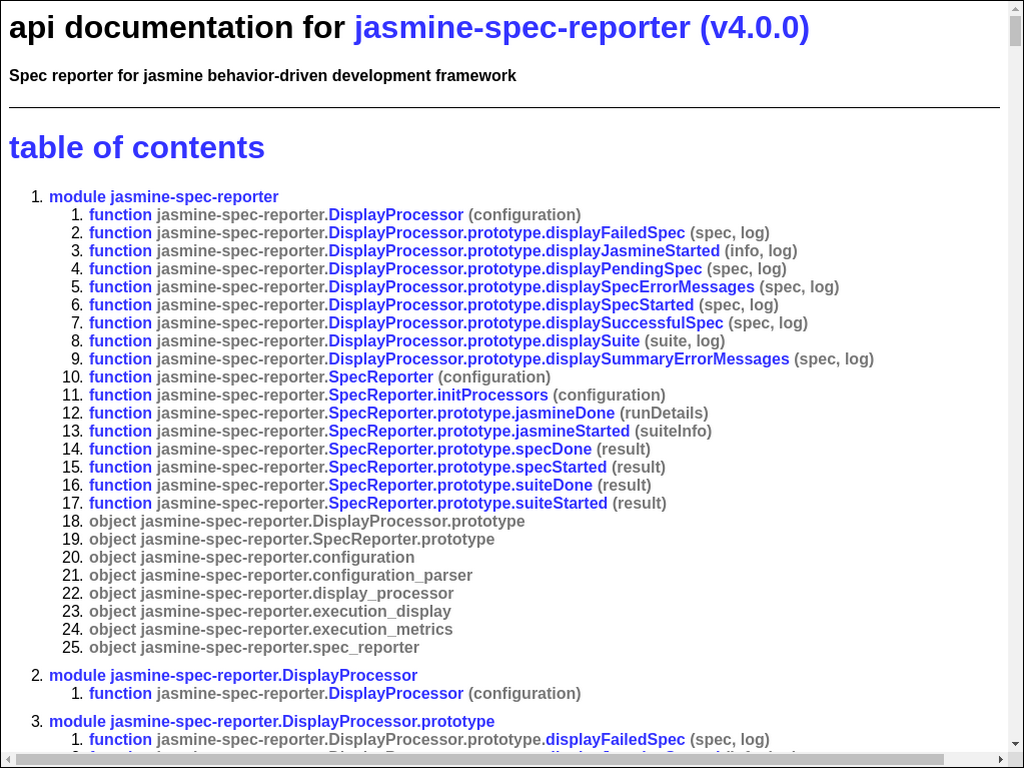 api documentation for jasmine-spec-reporter (v4.0.0)
Spec reporter for jasmine behavior-driven development framework
table of contents
1. module jasmine-spec-reporter
1. function jasmine-spec-reporter.DisplayProcessor (configuration)
2. function jasmine-spec-reporter.DisplayProcessor.prototype.displayFailedSpec (spec, log)
3. function jasmine-spec-reporter.DisplayProcessor.prototype.displayJasmineStarted (info, log)
4. function jasmine-spec-reporter.DisplayProcessor.prototype.displayPendingSpec (spec, log)
5. function jasmine-spec-reporter.DisplayProcessor.prototype.displaySpecErrorMessages (spec, log)
6. function jasmine-spec-reporter.DisplayProcessor.prototype.displaySpecStarted (spec, log)
7. function jasmine-spec-reporter.DisplayProcessor.prototype.displaySuccessfulSpec (spec, log)
8. function jasmine-spec-reporter.DisplayProcessor.prototype.displaySuite (suite, log)
9. function jasmine-spec-reporter.DisplayProcessor.prototype.displaySummaryErrorMessages (spec, log)
10. function jasmine-spec-reporter.SpecReporter (configuration)
11. function jasmine-spec-reporter.SpecReporter.initProcessors (configuration)
12. function jasmine-spec-reporter.SpecReporter.prototype.jasmineDone (runDetails)
13. function jasmine-spec-reporter.SpecReporter.prototype.jasmineStarted (suiteInfo)
14. function jasmine-spec-reporter.SpecReporter.prototype.specDone (result)
15. function jasmine-spec-reporter.SpecReporter.prototype.specStarted (result)
16. function jasmine-spec-reporter.SpecReporter.prototype.suiteDone (result)
17. function jasmine-spec-reporter.SpecReporter.prototype.suiteStarted (result)
18. object jasmine-spec-reporter.DisplayProcessor.prototype
19. object jasmine-spec-reporter.SpecReporter.prototype
20. object jasmine-spec-reporter.configuration
21. object jasmine-spec-reporter.configuration_parser
22. object jasmine-spec-reporter.display_processor
23. object jasmine-spec-reporter.execution_display
24. object jasmine-spec-reporter.execution_metrics
25. object jasmine-spec-reporter.spec_reporter
2. module jasmine-spec-reporter.DisplayProcessor
1. function jasmine-spec-reporter.DisplayProcessor (configuration)
3. module jasmine-spec-reporter.DisplayProcessor.prototype
1. function jasmine-spec-reporter.DisplayProcessor.prototype.displayFailedSpec (spec, log)